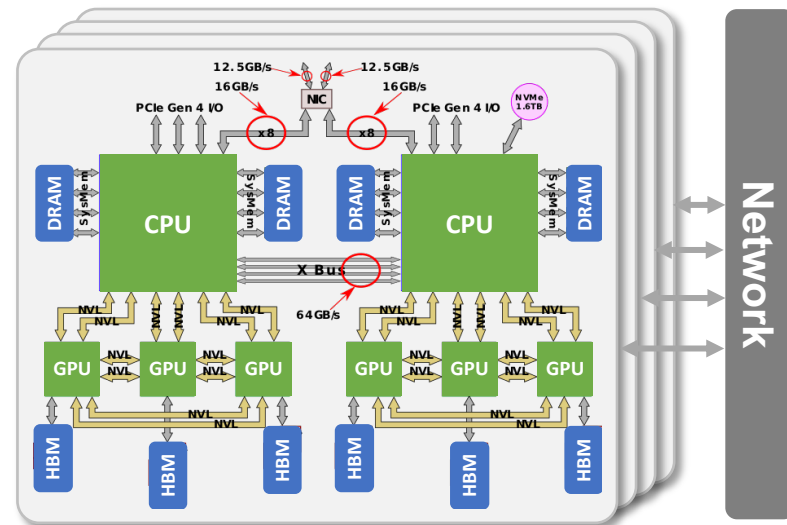 12.5GB/s
12.5GB/s
16GB/s
16GB/s
NIC
NVMe
1.6TB
PCIe Gen 4 I/O
PCIe Gen 4 I/O
x8
x8
DRAM
SysMem
CPU
SysMem
DRAM
DRAM
SysMem
CPU
SysMem
DRAM
X Bus
64GB/s
NVL
NVL
NVL
NVL
NVL
NVL
NVL
NVL
NVL
NVL
NVL
NVL
GPU
NVL
NVL
GPU
NVL
NVL
GPU
GPU
NVL
NVL
GPU
NVL
NVL
GPU
NVL
NVL
NVL
NVL
HBM
HBM
HBM
HBM
HBM
HBM
Network